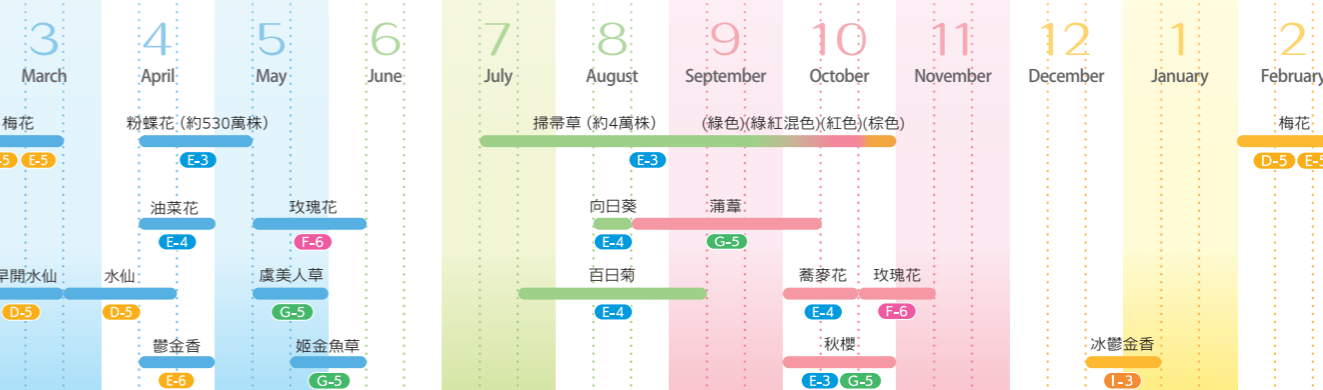 3 4 5 6 7 8 9 10 11 12 1 2
March April May June July August September October November December January February
梅花 粉蝶花 (約530萬株) 掃帚草 (約4萬株) (綠色)(綠紅混色)(紅色)(棕色) 梅花
-5 E-5 E-3 E-3 D-5 E-5
油菜花 玫瑰花 向日葵 蒲葦
E-4 F-6 E-4 G-5
早開水仙 水仙 虞美人草 百日菊 蕎麥花 玫瑰花
D-5 D-5 G-5 E-4 E-4 F-6
鬱金香 姬金魚草 秋櫻 冰鬱金香
E-6 G-5 E-3 G-5 I-3